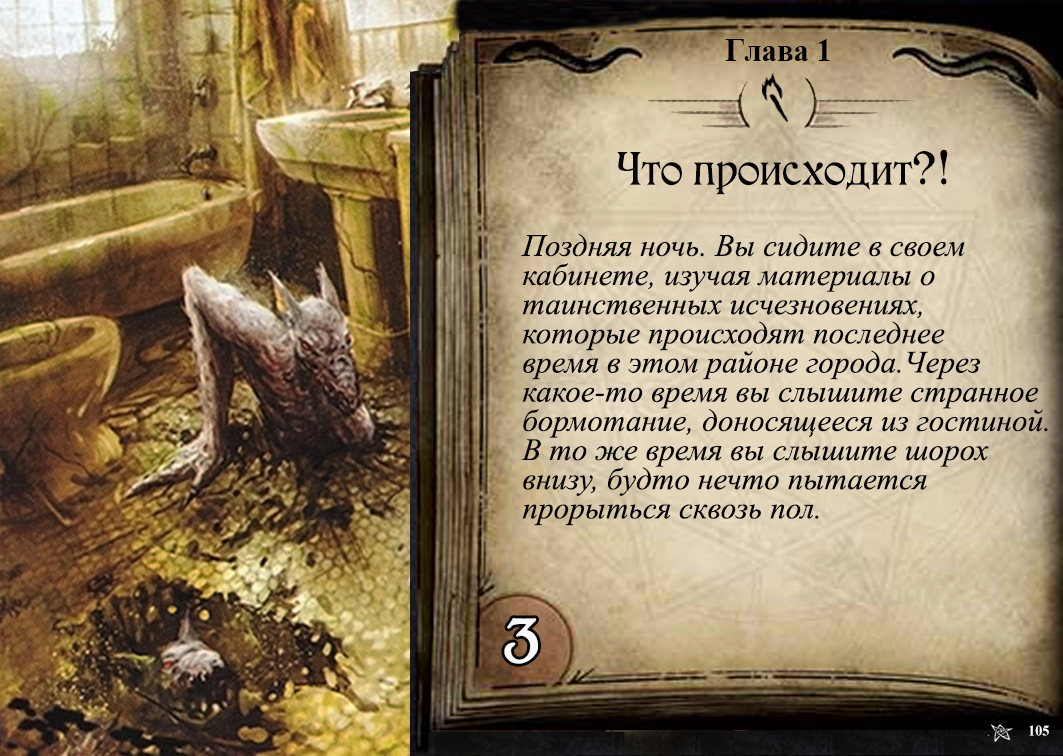 Глава 1
Что происходит?!
Поздняя ночь. Вы сидите в своем
кабинете, изучая материалы о
таинственных исчезновениях,
которые происходят последнее
время в этом районе города.Через
какое-то время вы слышите странное
бормотание, доносящееся из гостиной.
В то же время вы слышите шорох
внизу, будто нечто пытается
прорыться сквозь пол.
3
105